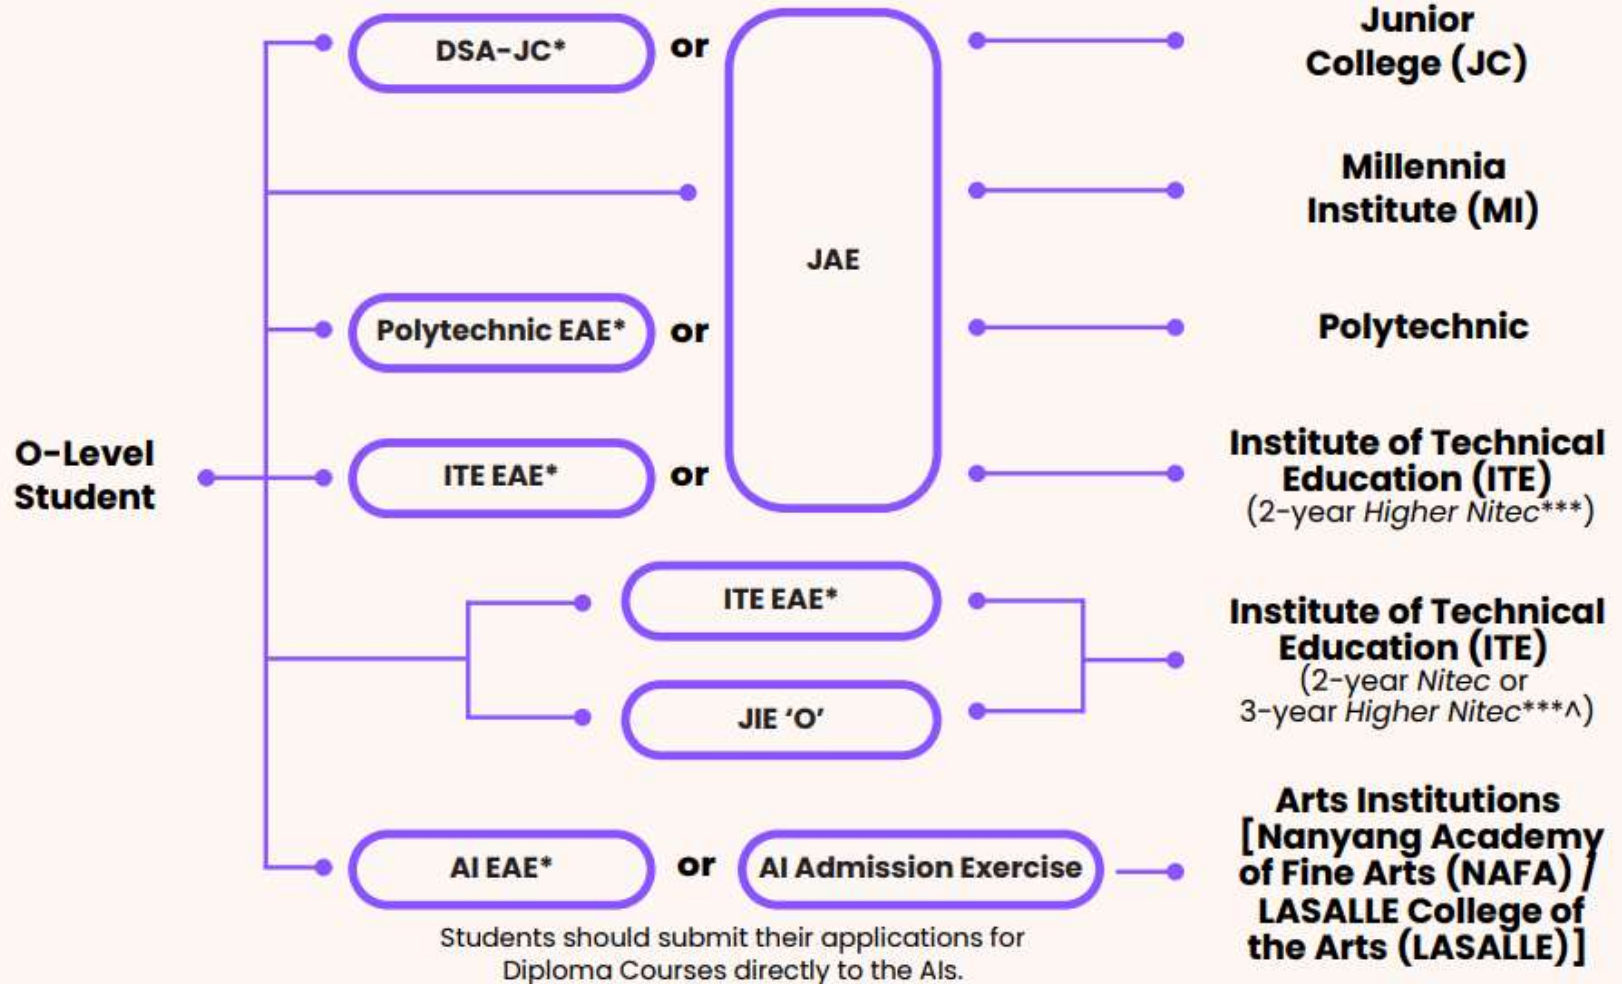 O-Level
Student
DSA-JC*
or
JAE
Junior
College (JC)
Millennia
Institute (MI)
Polytechnic EAE*
or
Polytechnic
ITE EAE*
or
Institute of Technical
Education (ITE)
(2-year Higher Nitec***)
ITE EAE*
JIE ‘O’
Institute of Technical
Education (ITE)
(2-year Nitec or
3-year Higher Nitec***^)
AI EAE*
or
AI Admission Exercise
Students should submit their applications for
Diploma Courses directly to the AIs.
Arts Institutions
[Nanyang Academy
of Fine Arts (NAFA) /
LASALLE College of
the Arts (LASALLE)]